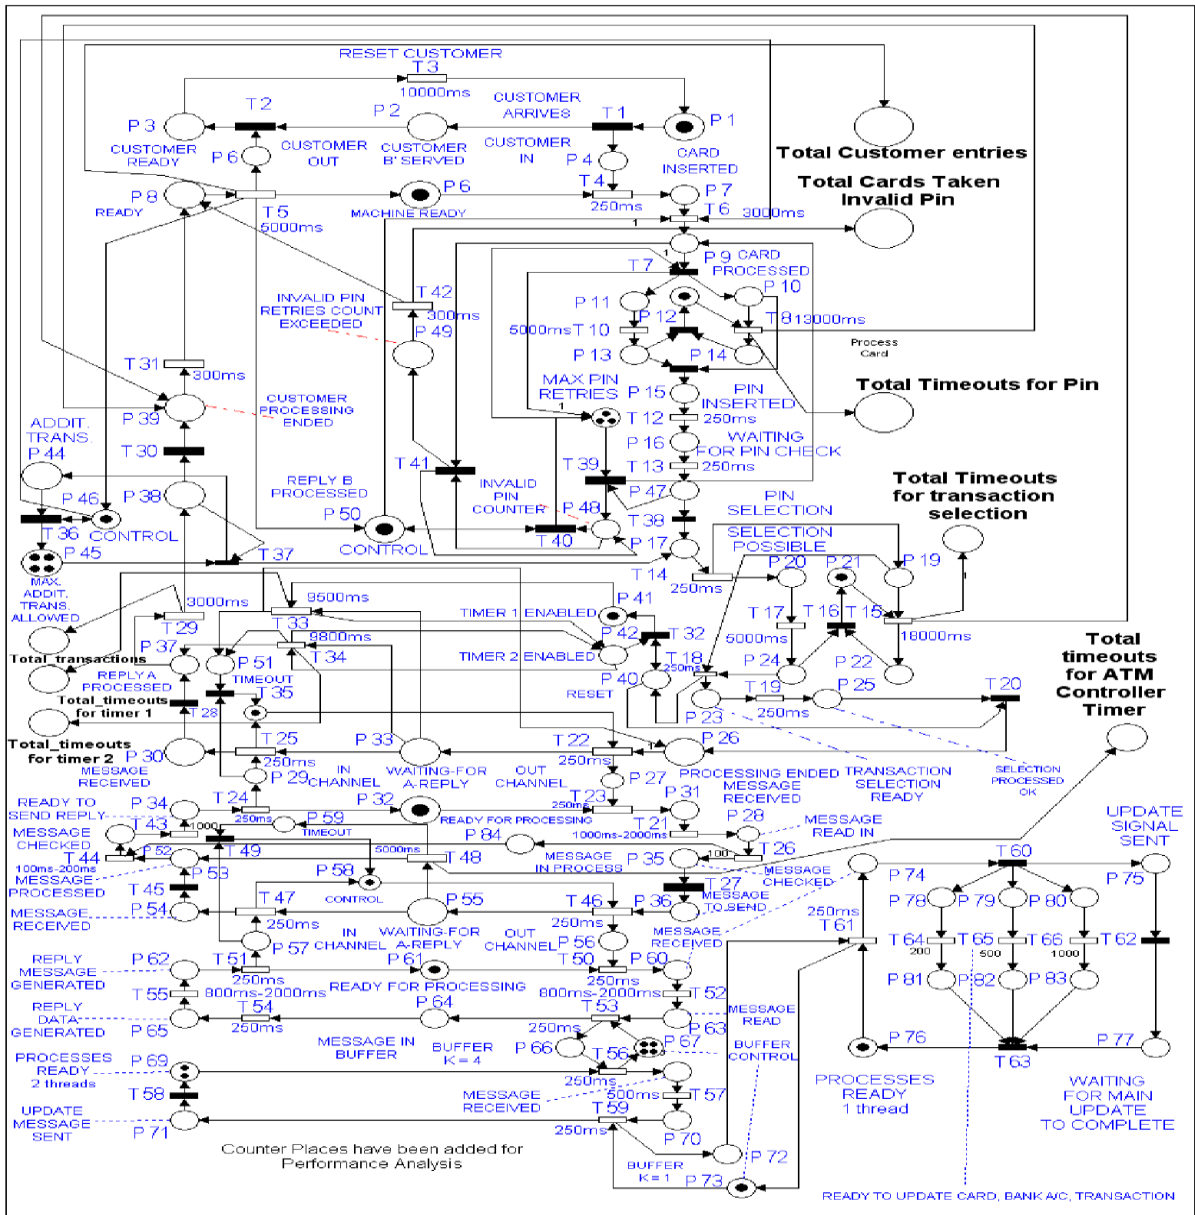 RESET CUSTOMER
T 3
10000ms
CUSTOMER
ARRIVES
T 2
P 2
T 1
P 3
P 1
CUSTOMER
READY
P 6
CUSTOMER
OUT
CUSTOMER
B' SERVED
CUSTOMER
IN
P 4
CARD
INSERTED
Total Customer entries
P 8
READY
P 6
MACHINE READY
T 4
250ms
P 7
T 5
5000ms
T 6
3000ms
1
Total Cards Taken
Invalid Pin
P 9
CARD
PROCESSED
1
T 7
P 10
P 11
P 12
INVALID PIN
RETRIES COUNT
EXCEEDED
T 42
300ms
P 49
5000ms
T 10
T 8
13000ms
Process
Card
P 13
P 14
T 31
300ms
MAX PIN
RETRIES
1
P 15
PIN
INSERTED
Total Timeouts for Pin
CUSTOMER
PROCESSING
ENDED
P 39
T 12
250ms
P 16
WAITING
FOR PIN CHECK
ADDIT.
TRANS.
P 44
T 30
T 13
250ms
T 41
T 39
P 47
Total Timeouts
for transaction
selection
P 46
P 38
REPLY B
PROCESSED
P 50
INVALID
PIN
COUNTER
P 48
PIN
SELECTION
T 36
CONTROL
CONTROL
T 40
T 38
SELECTION
POSSIBLE
P 45
T 37
P 17
MAX.
ADDIT.
TRANS.
ALLOWED
T 14
250ms
P 20
P 21
P 19
3000ms
9500ms
TIMER 1 ENABLED
P 41
T 17
T 16
T 15
T 29
T 33
5000ms
18000ms
Total
timeouts
for ATM
Controller
Timer
9800ms
P 42
T 32
P 37
T 34
TIMER 2 ENABLED
T 18
250ms
P 24
P 22
Total_transactions
P 51
REPLY A
PROCESSED
TIMEOUT
T 35
RESET
P 40
T 19
250ms
P 25
T 20
Total_timeouts
for timer 1
T 28
P 23
Total_timeouts
for timer 2
P 30
T 25
250ms
P 33
T 22
250ms
P 26
MESSAGE
RECEIVED
P 29
IN
CHANNEL
WAITING-FOR
A-REPLY
OUT
CHANNEL
P 27
PROCESSING ENDED
MESSAGE
RECEIVED
TRANSACTION
SELECTION
READY
SELECTION
PROCESSED
OK
READY TO
SEND REPLY
P 34
T 24
250ms
P 59
P 32
READY FOR PROCESSING
T 23
250ms
P 31
P 28
MESSAGE
READ IN
UPDATE
SIGNAL
SENT
MESSAGE
CHECKED
T 43
1000
TIMEOUT
T 21
1000ms-2000ms
P 84
T 26
100
T 44
100ms-200ms
P 52
P 53
T 49
5000ms
T 48
MESSAGE
IN PROCESS
P 35
MESSAGE
CHECKED
P 74
T 60
P 75
MESSAGE
PROCESSED
P 58
CONTROL
T 27
MESSAGE
TO SEND
T 45
T 47
T 46
P 36
P 78
P 79
P 80
MESSAGE
RECEIVED
P 54
250ms
P 55
250ms
MESSAGE
RECEIVED
250ms
T 61
P 57
IN
CHANNEL
WAITING-FOR
A-REPLY
OUT
CHANNEL
P 56
T 64
200
T 65
500
T 66
1000
T 62
REPLY
MESSAGE
GENERATED
P 62
T 51
250ms
P 61
READY FOR PROCESSING
T 50
250ms
P 60
P 81
P 82
P 83
T 55
800ms-2000ms
800ms-2000ms
T 52
MESSAGE
READ
REPLY
DATA
GENERATED
P 65
T 54
250ms
P 64
T 53
250ms
P 63
MESSAGE IN
BUFFER
BUFFER
K = 4
P 66
T 56
P 67
BUFFER
CONTROL
P 76
T 63
P 77
PROCESSES
READY
2 threads
P 69
250ms
PROCESSES
READY
1 thread
WAITING
FOR MAIN
UPDATE
TO COMPLETE
T 58
MESSAGE
RECEIVED
500ms
T 57
UPDATE
MESSAGE
SENT
P 71
T 59
250ms
P 70
Counter Places have been added for
Performance Analysis
P 72
BUFFER
K = 1
P 73
READY TO UPDATE CARD, BANK A/C, TRANSACTION